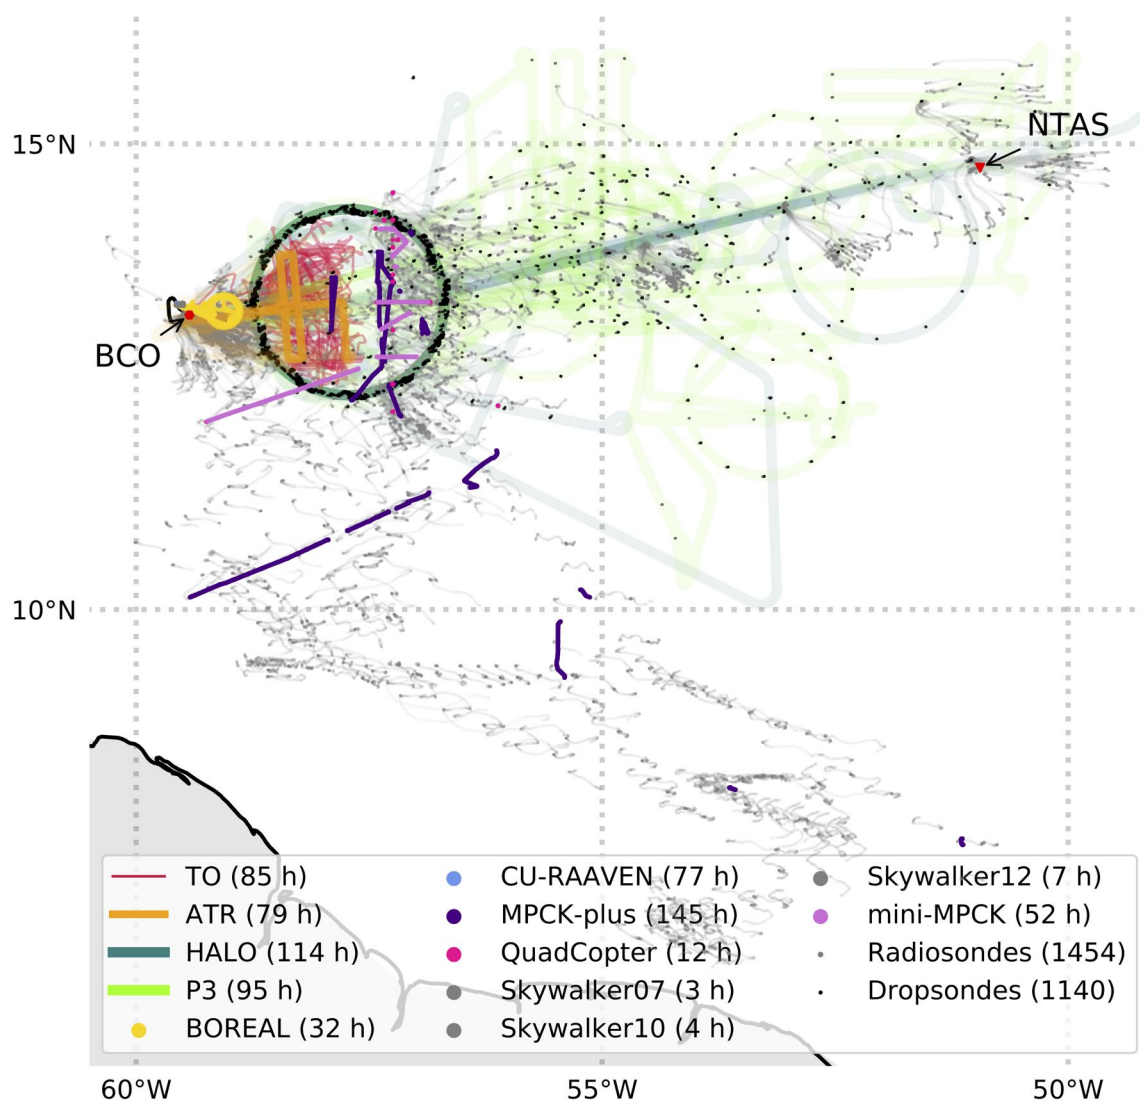 NTAS
15°N
BCO
10°N
TO (85 h)
ATR (79 h)
HALO (114 h)
P3 (95 h)
BOREAL (32 h)
CU-RAAVEN (77 h)
MPCK-plus (145 h)
QuadCopter (12 h)
Skywalker07 (3 h)
Skywalker10 (4 h)
Skywalker12 (7 h)
mini-MPCK (52 h)
Radiosondes (1454)
Dropsondes (1140)
60°W
55°W
50°W